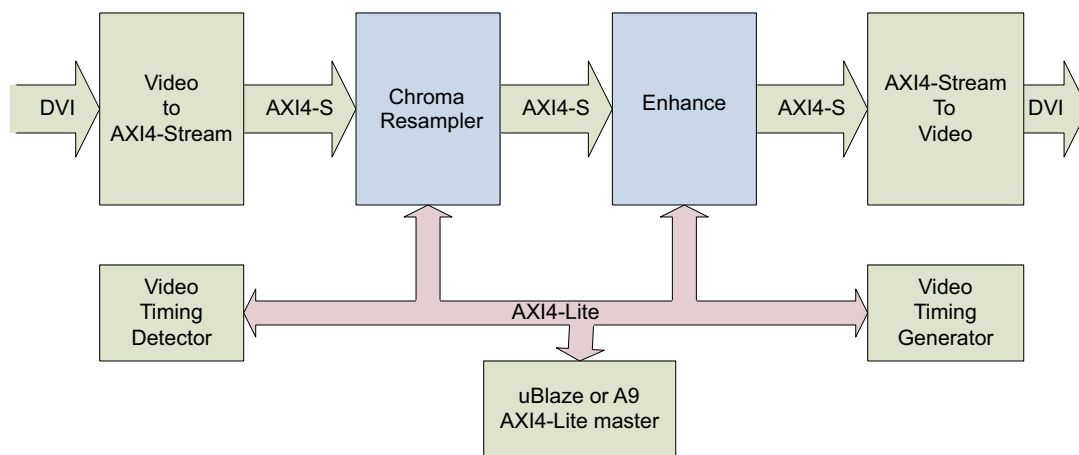 DVI
Video
to
AXI4-Stream
AXI4-S
Chroma
Resampler
AXI4-S
Enhance
AXI4-S
AXI4-Stream
To
Video
DVI
Video
Timing
Detector
AXI4-Lite
Video
Timing
Generator
uBlaze or A9
AXI4-Lite master